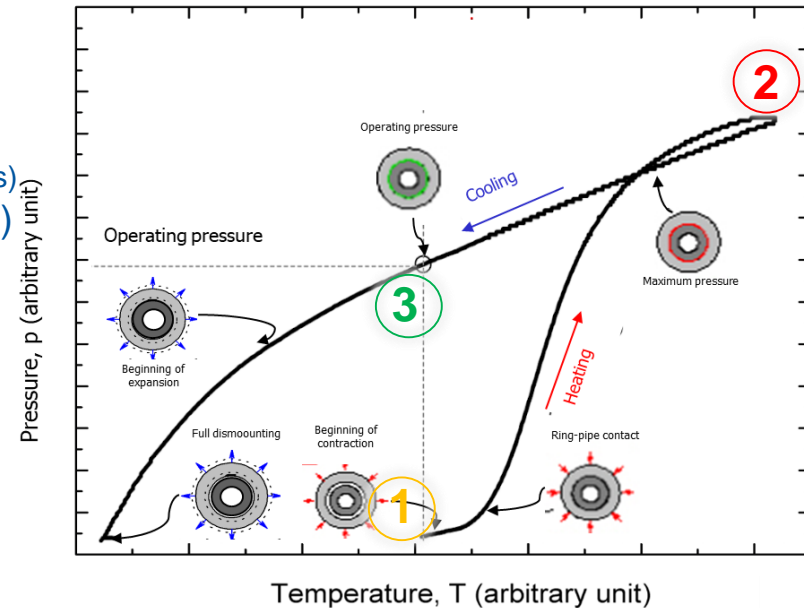 2
Operating pressure
s)
)
Cooling
Operating pressure
Maximum pressure
3
Beginning of
expansion
Heating
Full dismoounting
Beginning of
contraction
Ring-pipe contact
1
Pressure, p (arbitrary unit)
Temperature, T (arbitrary unit)